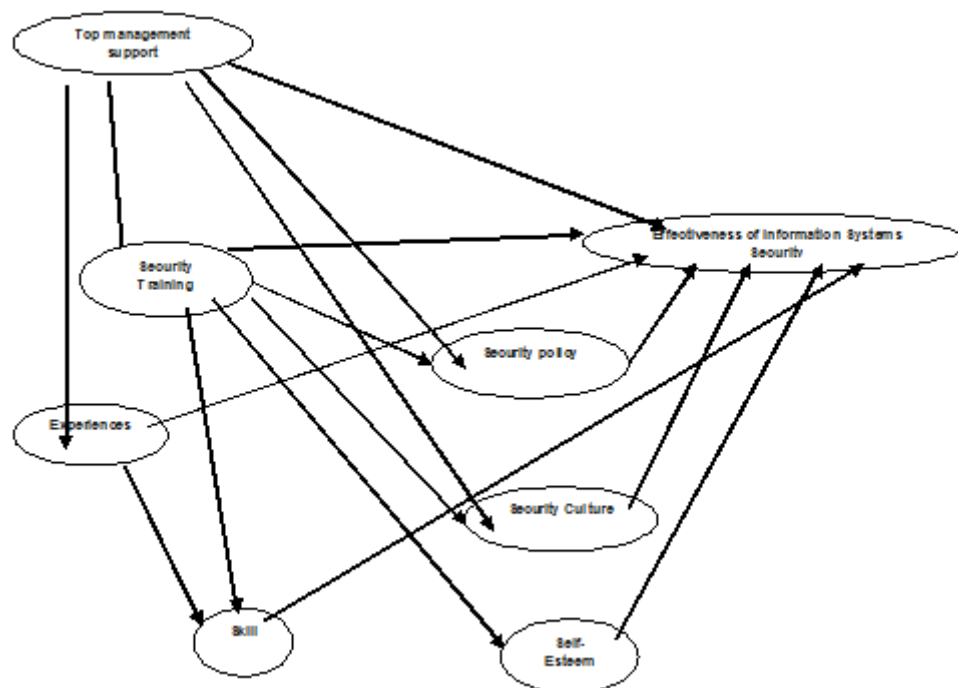 Top management
support
Effectiveness of Information Systems
Security
Security
Training
Security policy
Experiences
Security Culture
Skill
Self-
Esteem